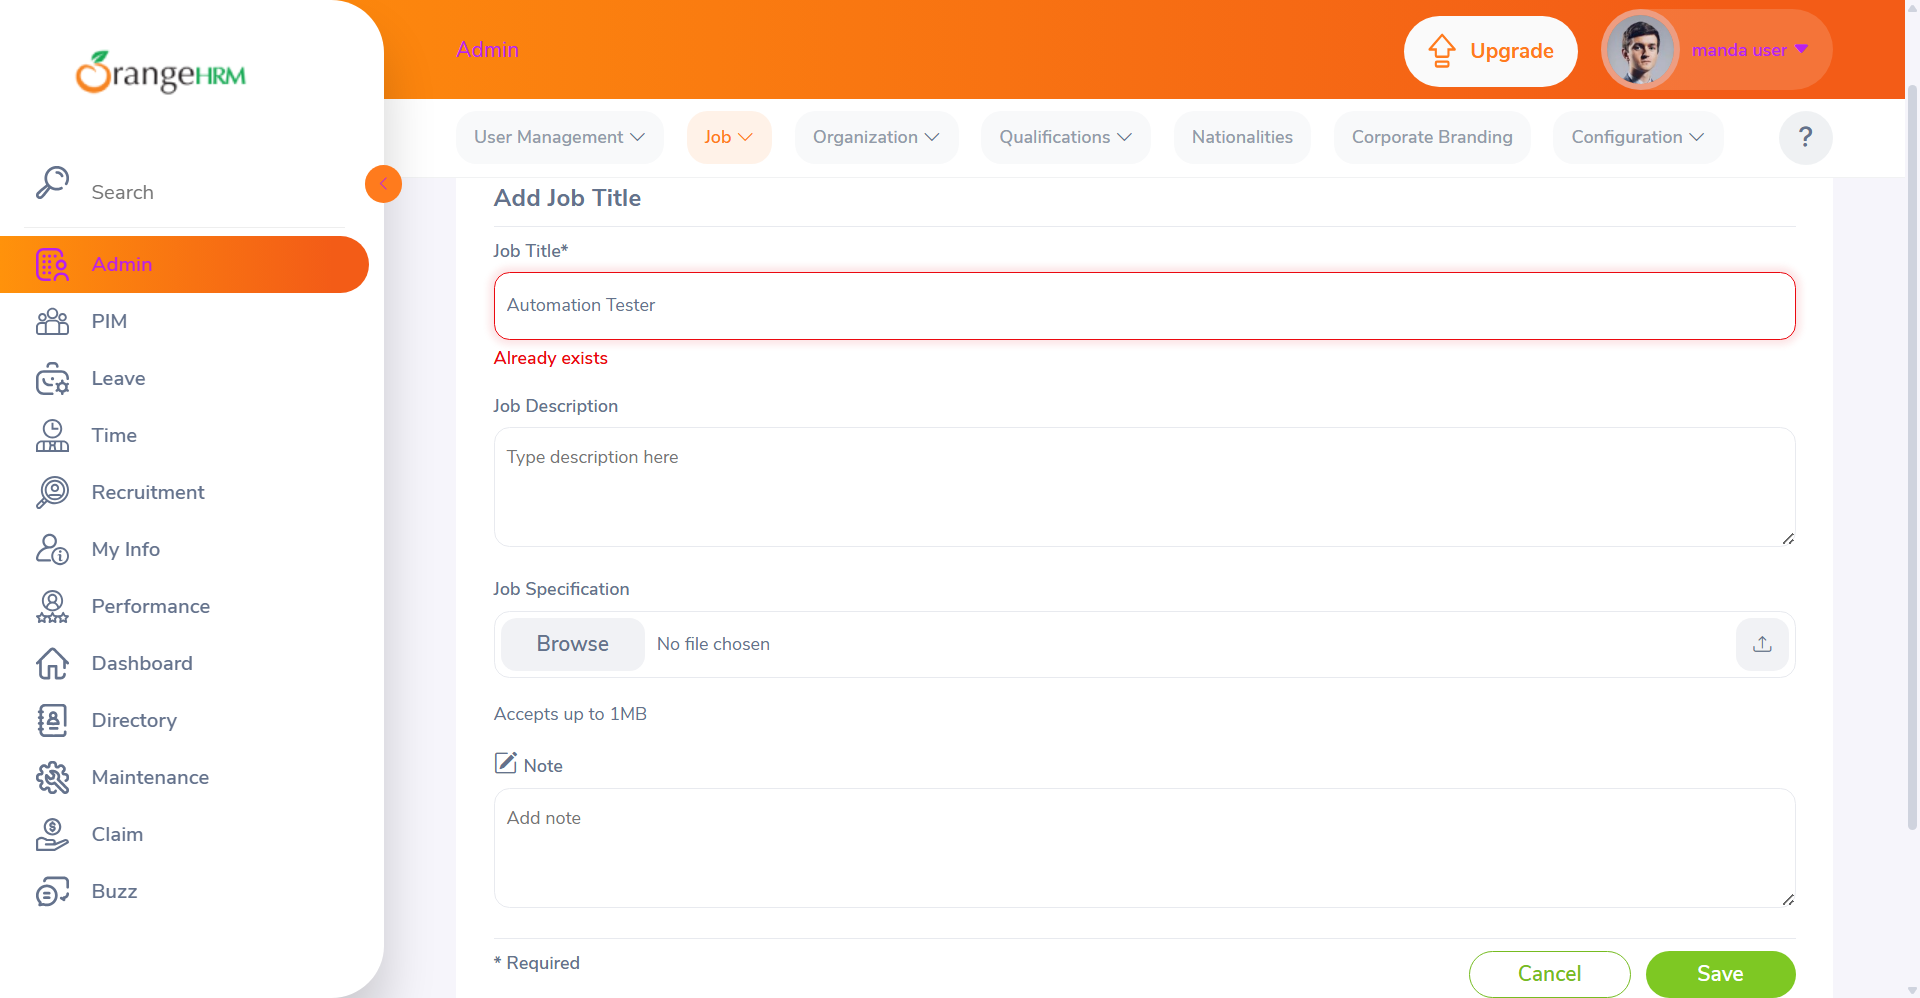 OrangeHRM
Search
Admin
PIM
Leave
Time
Recruitment
My Info
Performance
Dashboard
Directory
Maintenance
Claim
Buzz
Admin
Upgrade
manda user
User Management
Job
Organization
Qualifications
Nationalities
Corporate Branding
Configuration
?
Add Job Title
Job Title*
Automation Tester
Already exists
Job Description
Type description here
Job Specification
Browse
No file chosen
Accepts up to 1MB
Note
Add note
* Required
Cancel
Save